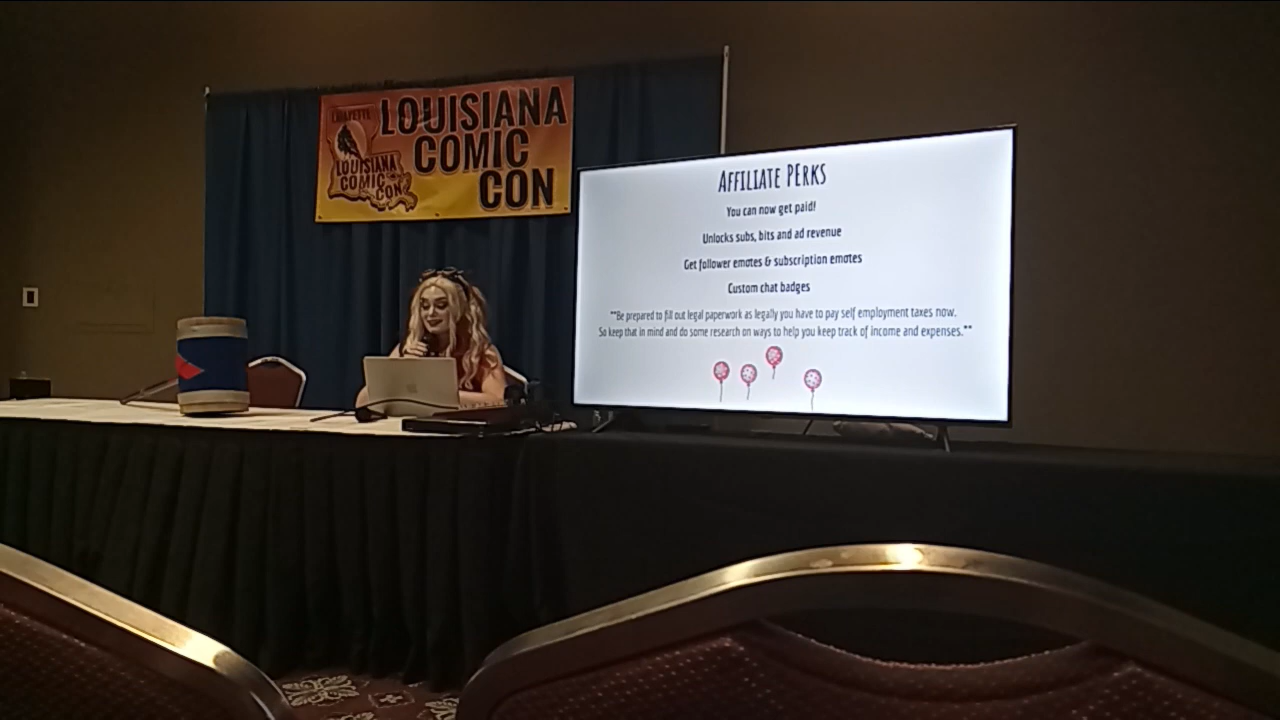 LAFAYETTE
LOUISIANA
COMIC
CON
LOUISIANA
COMIC
CON
AFFILIATE PERKS
You can now get paid!
Unlocks subs, bits and ad revenue
Get follower emotes & subscription emotes
Custom chat badges
**Be prepared to fill out legal paperwork as legally you have to pay self employment taxes now.
So keep that in mind and do some research on ways to help you keep track of income and expenses.**